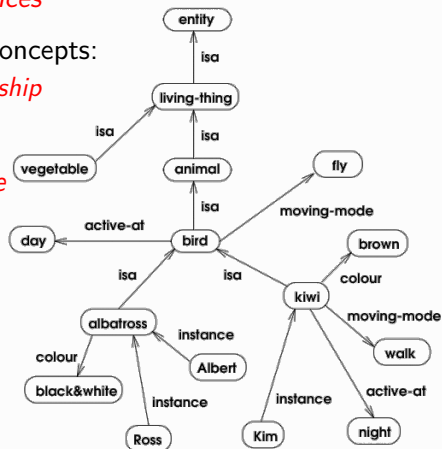 ces
entity
oncepts:
isa
ship
living-thing
isa
isa
vegetable
animal
fly
e
isa
moving-mode
active-at
day
bird
brown
isa
isa
colour
kiwi
moving-mode
albatross
instance
walk
colour
Albert
active-at
black&white
instance
instance
Ross
Kim
night